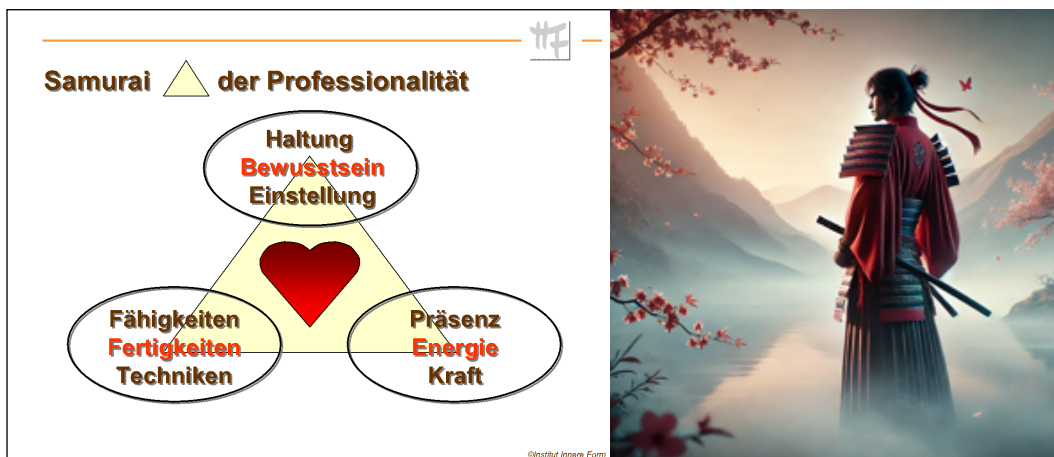 Samurai der Professionalität
Haltung
Bewusstsein
Einstellung
Fähigkeiten
Fertigkeiten
Techniken
Präsenz
Energie
Kraft
©Institut Innere Form